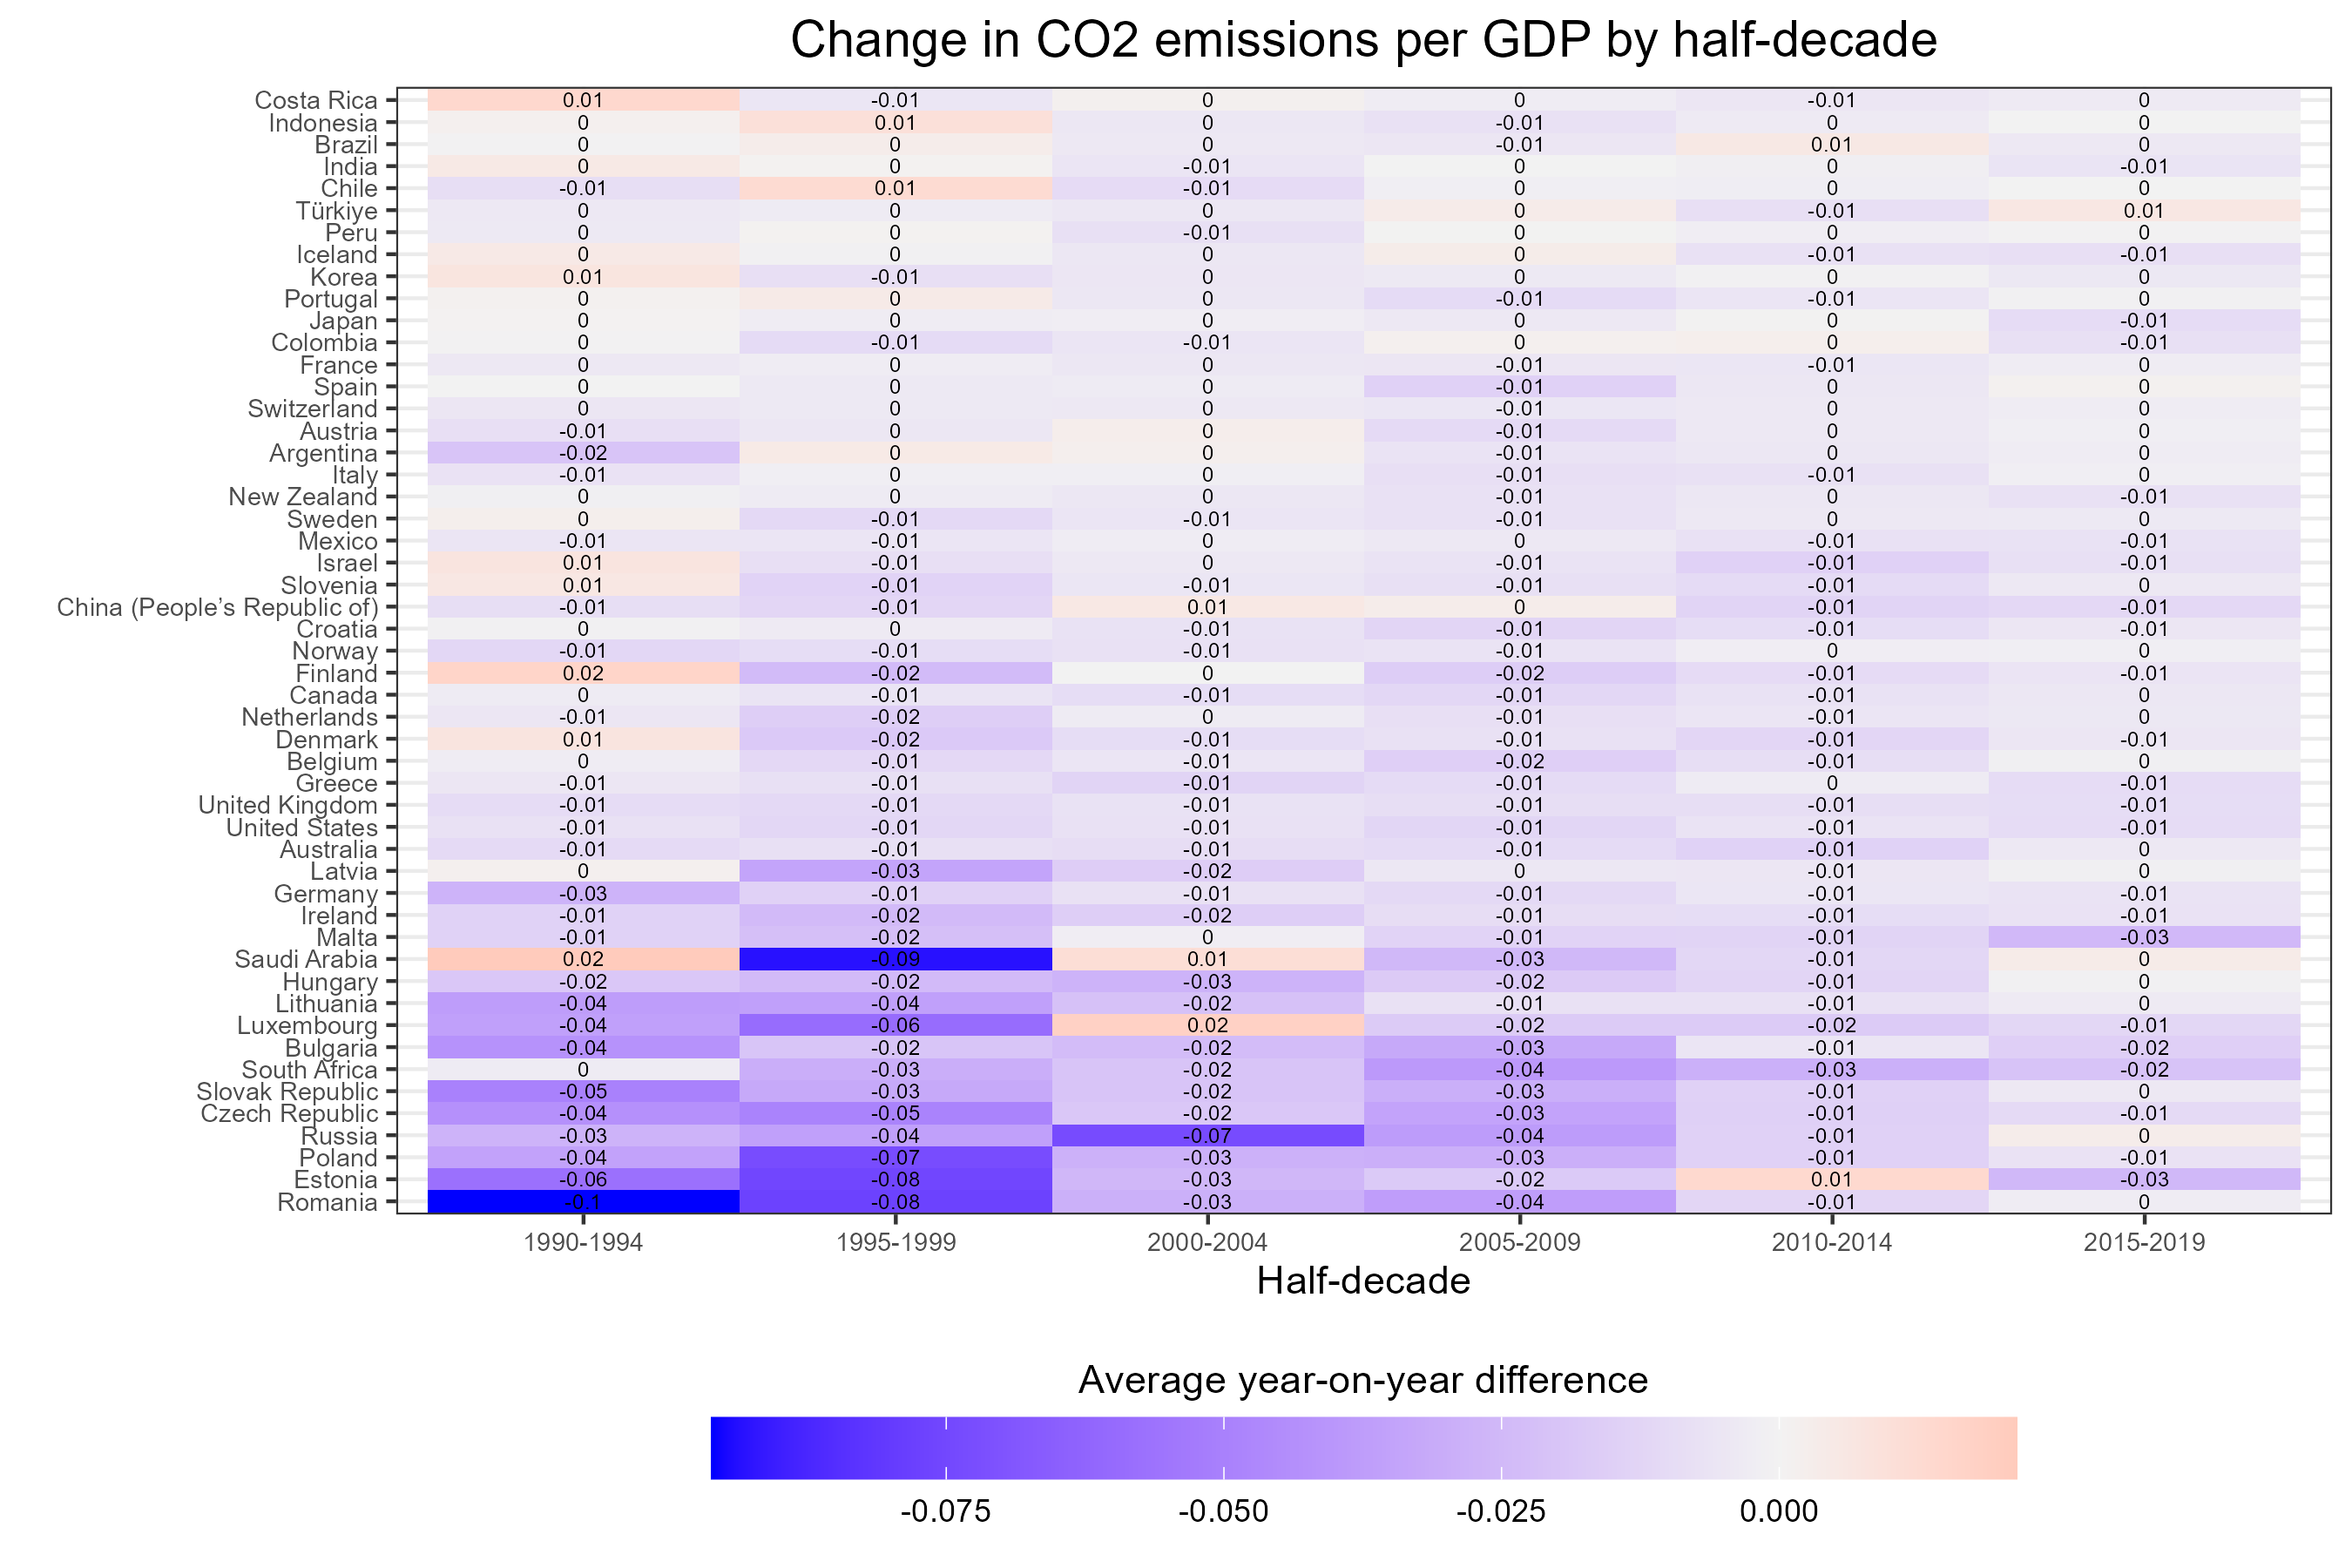 Change in CO2 emissions per GDP by half-decade
Costa Rica 0.01 -0.01 0 0 -0.01 0
Indonesia 0 0.01 0 -0.01 0 0
Brazil 0 0 0 -0.01 0.01 0
India 0 0 -0.01 0 0 -0.01
Chile -0.01 0.01 -0.01 0 0 0
Türkiye 0 0 0 0 -0.01 0.01
Peru 0 0 -0.01 0 0 0
Iceland 0 0 0 0 -0.01 -0.01
Korea 0.01 -0.01 0 0 0 0
Portugal 0 0 0 -0.01 -0.01 0
Japan 0 0 0 0 0 -0.01
Colombia 0 -0.01 -0.01 0 0 -0.01
France 0 0 0 -0.01 -0.01 0
Spain 0 0 0 -0.01 0 0
Switzerland 0 0 0 -0.01 0 0
Austria -0.01 0 0 -0.01 0 0
Argentina -0.02 0 0 -0.01 0 0
Italy -0.01 0 0 -0.01 -0.01 0
New Zealand 0 0 0 -0.01 0 -0.01
Sweden 0 -0.01 -0.01 -0.01 0 0
Mexico -0.01 -0.01 0 0 -0.01 -0.01
Israel 0.01 -0.01 0 -0.01 -0.01 -0.01
Slovenia 0.01 -0.01 -0.01 -0.01 -0.01 0
China (People’s Republic of) -0.01 -0.01 0.01 0 -0.01 -0.01
Croatia 0 0 -0.01 -0.01 -0.01 -0.01
Norway -0.01 -0.01 -0.01 -0.01 0 0
Finland 0.02 -0.02 0 -0.02 -0.01 -0.01
Canada 0 -0.01 -0.01 -0.01 -0.01 0
Netherlands -0.01 -0.02 0 -0.01 -0.01 0
Denmark 0.01 -0.02 -0.01 -0.01 -0.01 -0.01
Belgium 0 -0.01 -0.01 -0.02 -0.01 0
Greece -0.01 -0.01 -0.01 -0.01 0 -0.01
United Kingdom -0.01 -0.01 -0.01 -0.01 -0.01 -0.01
United States -0.01 -0.01 -0.01 -0.01 -0.01 -0.01
Australia -0.01 -0.01 -0.01 -0.01 -0.01 0
Latvia 0 -0.03 -0.02 0 -0.01 0
Germany -0.03 -0.01 -0.01 -0.01 -0.01 -0.01
Ireland -0.01 -0.02 -0.02 -0.01 -0.01 -0.01
Malta -0.01 -0.02 0 -0.01 -0.01 -0.03
Saudi Arabia 0.02 -0.09 0.01 -0.03 -0.01 0
Hungary -0.02 -0.02 -0.03 -0.02 -0.01 0
Lithuania -0.04 -0.04 -0.02 -0.01 -0.01 0
Luxembourg -0.04 -0.06 0.02 -0.02 -0.02 -0.01
Bulgaria -0.04 -0.02 -0.02 -0.03 -0.01 -0.02
South Africa 0 -0.03 -0.02 -0.04 -0.03 -0.02
Slovak Republic -0.05 -0.03 -0.02 -0.03 -0.01 0
Czech Republic -0.04 -0.05 -0.02 -0.03 -0.01 -0.01
Russia -0.03 -0.04 -0.07 -0.04 -0.01 0
Poland -0.04 -0.07 -0.03 -0.03 -0.01 -0.01
Estonia -0.06 -0.08 -0.03 -0.02 0.01 -0.03
Romania -0.1 -0.08 -0.03 -0.04 -0.01 0
1990-1994 1995-1999 2000-2004 2005-2009 2010-2014 2015-2019
Half-decade
Average year-on-year difference
-0.075 -0.050 -0.025 0.000